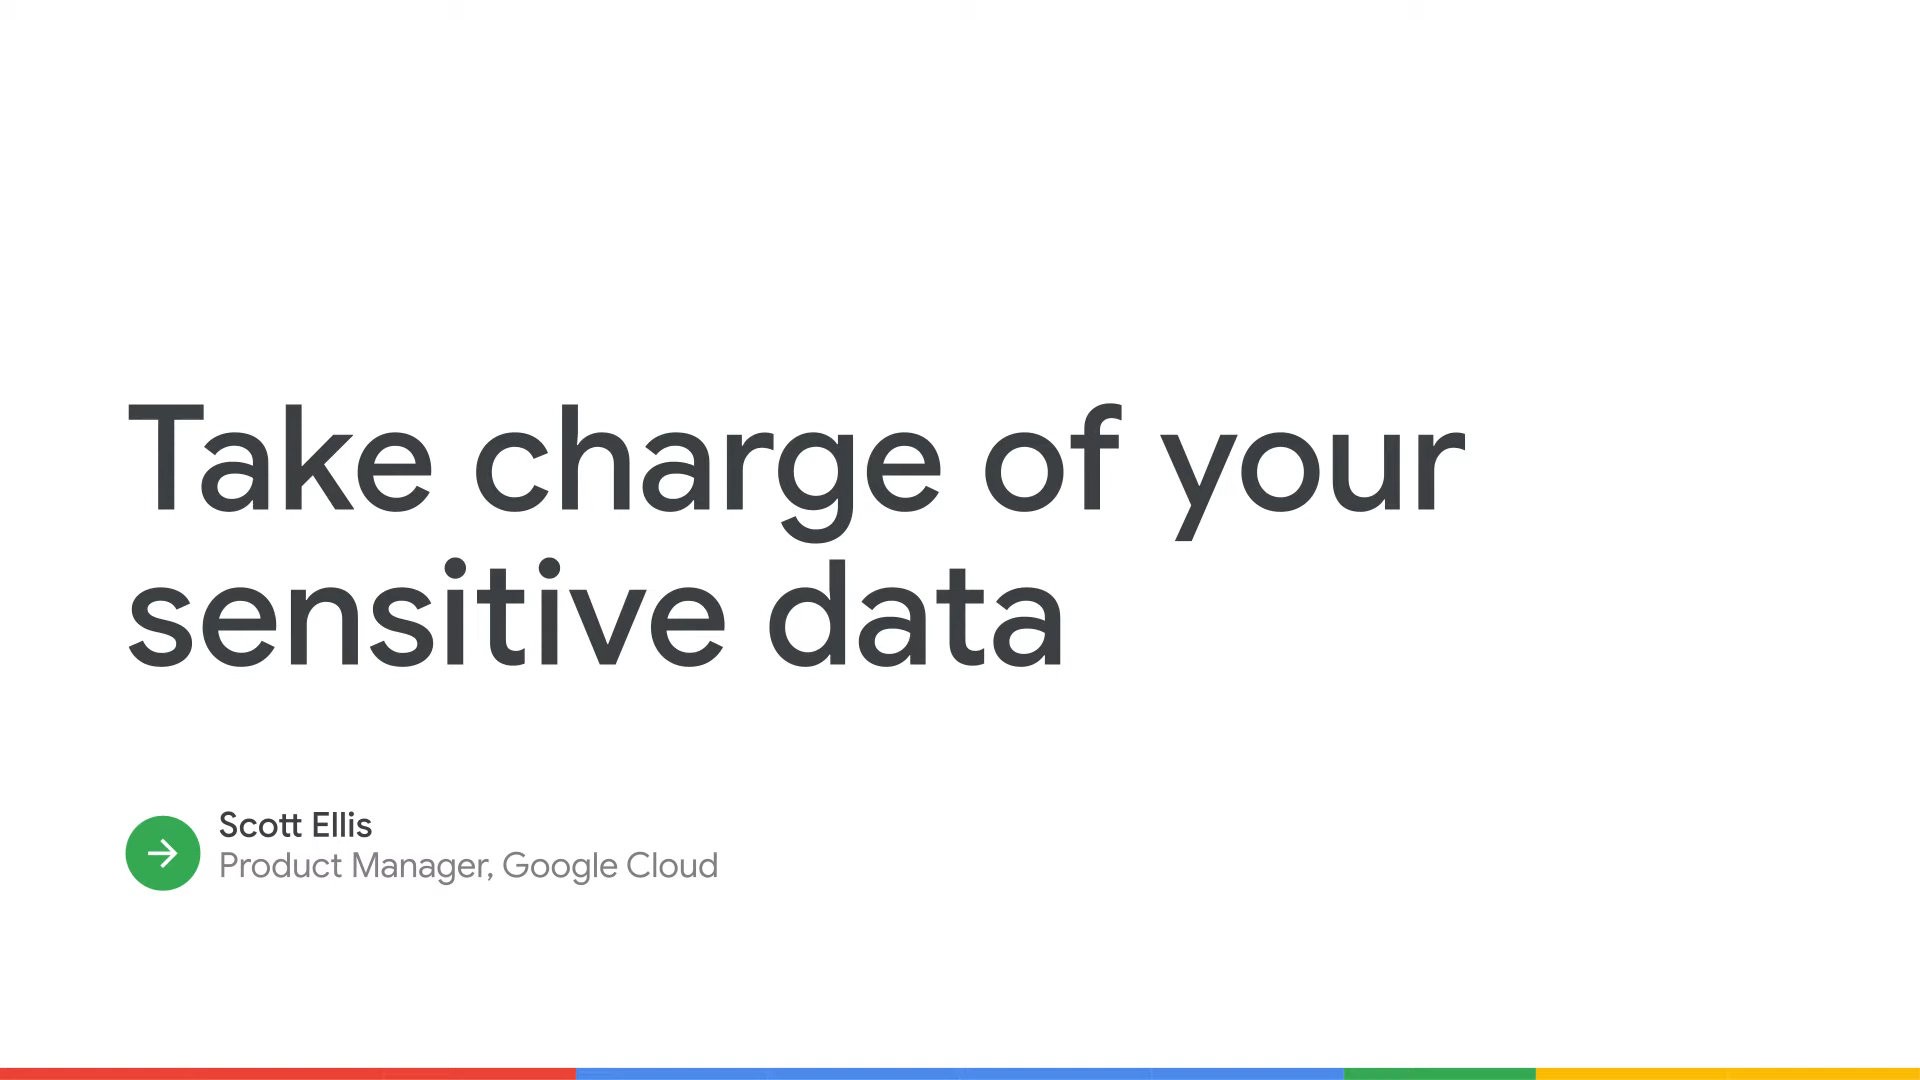 Take charge of your
sensitive data
Scott Ellis
Product Manager, Google Cloud